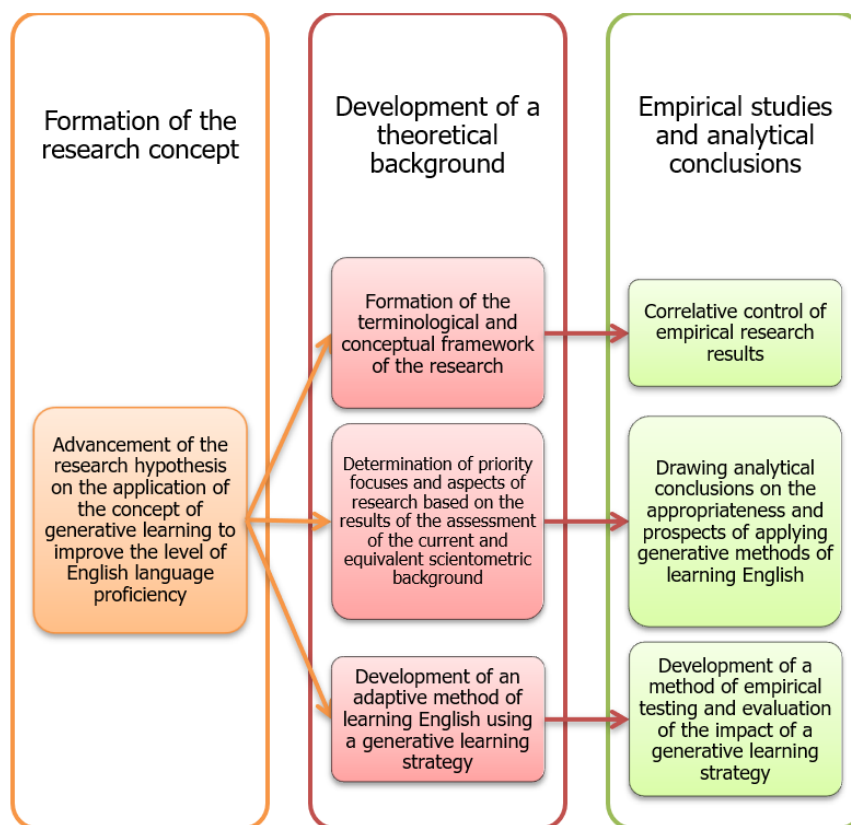 Formation of the
research concept
Advancement of the
research hypothesis
on the application of
the concept of
generative learning to
improve the level of
English language
proficiency
Development of a
theoretical
background
Formation of the
terminological and
conceptual framework
of the research
Determination of priority
focuses and aspects of
research based on the
results of the assessment
of the current and
equivalent scientometric
background
Development of an
adaptive method of
learning English using
a generative learning
strategy
Empirical studies
and analytical
conclusions
Correlative control of
empirical research
results
Drawing analytical
conclusions on the
appropriateness and
prospects of applying
generative methods of
learning English
Development of a
method of empirical
testing and evaluation
of the impact of a
generative learning
strategy